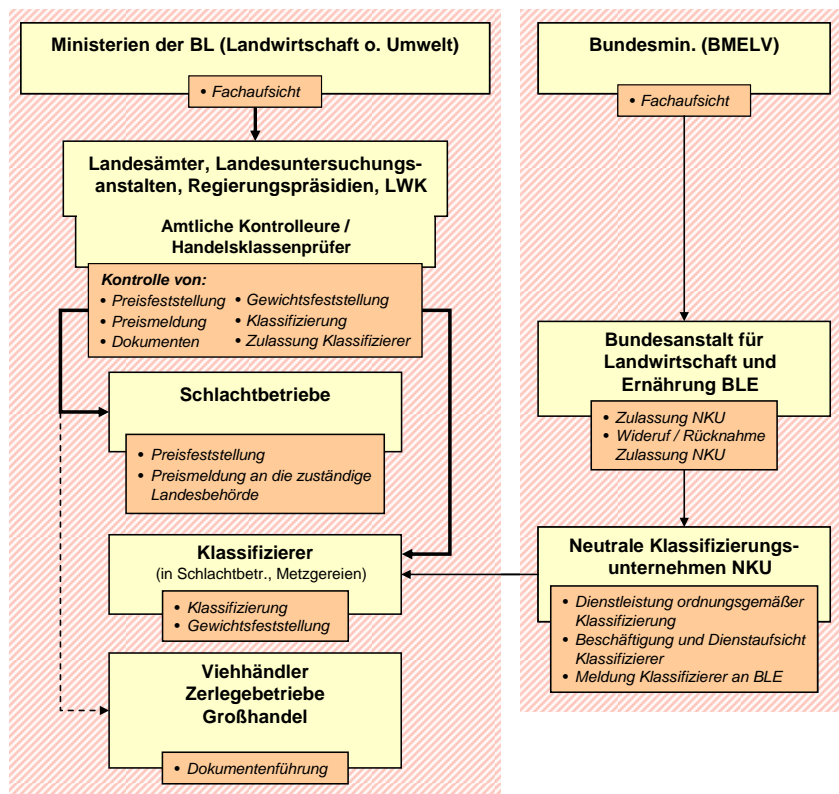 Ministerien der BL (Landwirtschaft o. Umwelt)
• Fachaufsicht
Landesämter, Landesuntersuchungs-
anstalten, Regierungspräsidien, LWK
Amtliche Kontrolleure /
Handelsklassenprüfer
Kontrolle von:
• Preisfeststellung
• Preismeldung
• Dokumenten
• Gewichtsfeststellung
• Klassifizierung
• Zulassung Klassifizierer
Schlachtbetriebe
• Preisfeststellung
• Preismeldung an die zuständige
Landesbehörde
Klassifizierer
(in Schlachtbetr., Metzgereien)
• Klassifizierung
• Gewichtsfeststellung
Viehhändler
Zerlegebetriebe
Großhandel
• Dokumentenführung
Bundesmin. (BMELV)
• Fachaufsicht
Bundesanstalt für
Landwirtschaft und
Ernährung BLE
• Zulassung NKU
• Wideruf / Rücknahme
Zulassung NKU
Neutrale Klassifizierungs-
unternehmen NKU
• Dienstleistung ordnungsgemäßer
Klassifizierung
• Beschäftigung und Dienstaufsicht
Klassifizierer
• Meldung Klassifizierer an BLE